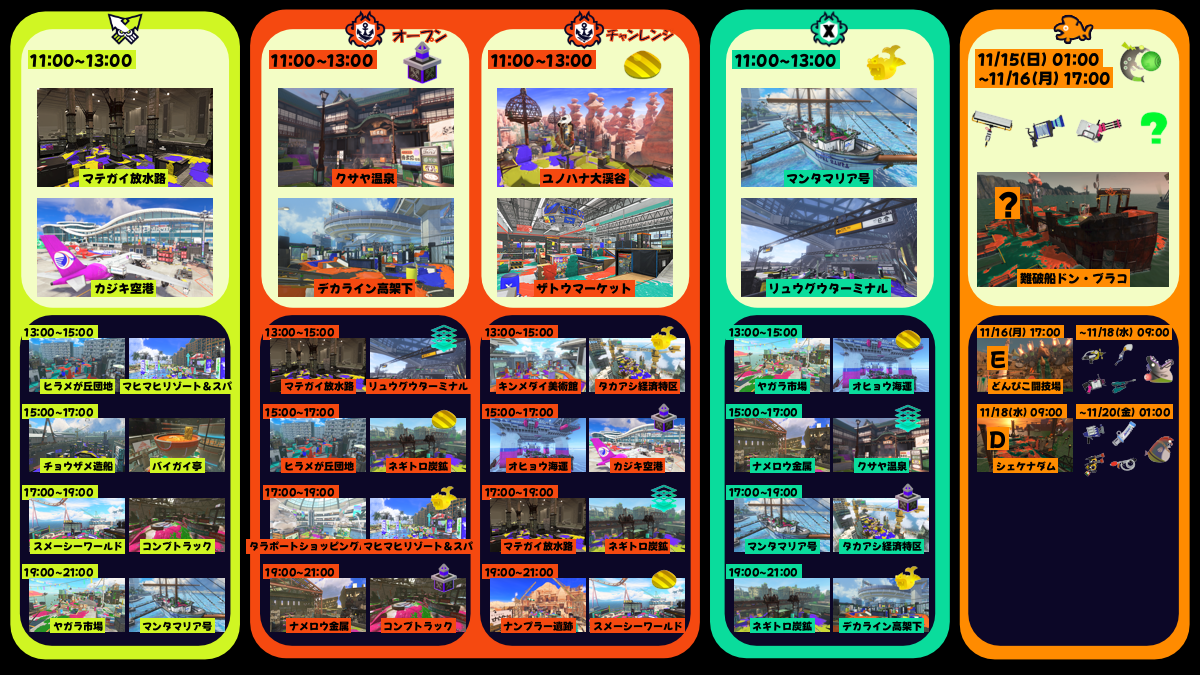 11:00~13:00
マテガイ放水路
カジキ空港
13:00~15:00
ヒラメが丘団地
マヒマヒリゾート&スパ
15:00~17:00
チョウザメ造船
バイガイ亭
17:00~19:00
スメーシーワールド
コンブトラック
19:00~21:00
ヤガラ市場
マンタマリア号
オープン
11:00~13:00
クサヤ温泉
デカライン高架下
13:00~15:00
マテガイ放水路
リュウグウターミナル
15:00~17:00
ヒラメが丘団地
ネギトロ炭鉱
17:00~19:00
タラポートショッピングパ
マヒマヒリゾート&スパ
19:00~21:00
ナメロウ金属
コンブトラック
チャンレンジ
11:00~13:00
ユノハナ大渓谷
ザトウマーケット
13:00~15:00
キンメダイ美術館
タカアシ経済特区
15:00~17:00
オヒョウ海運
カジキ空港
17:00~19:00
マテガイ放水路
ネギトロ炭鉱
19:00~21:00
ナンプラー遺跡
スメーシーワールド
X
11:00~13:00
マンタマリア号
リュウグウターミナル
13:00~15:00
ヤガラ市場
オヒョウ海運
15:00~17:00
ナメロウ金属
クサヤ温泉
17:00~19:00
マンタマリア号
タカアシ経済特区
19:00~21:00
ネギトロ炭鉱
デカライン高架下
11/15(日) 01:00
~11/16(月) 17:00
?
?
難破船ドン・ブラコ
11/16(月) 17:00
~11/18(水) 09:00
E
どんぴこ闘技場
11/18(水) 09:00
~11/20(金) 01:00
D
シェケナダム